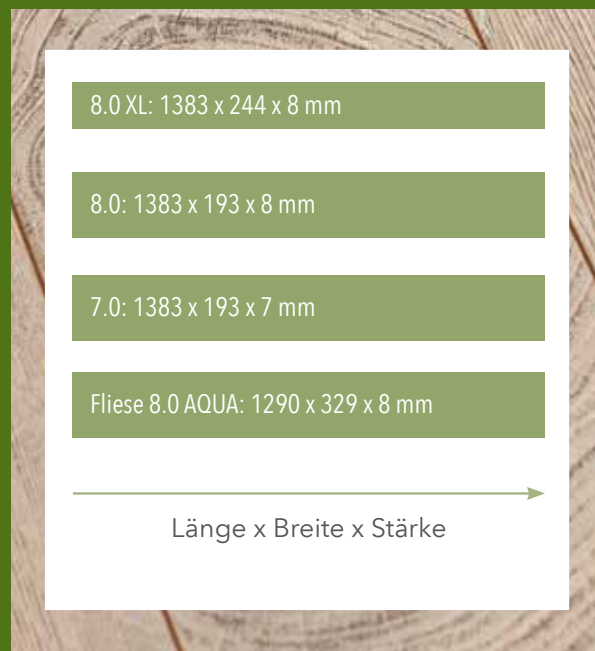 8.0 XL: 1383 x 244 x 8 mm
8.0: 1383 x 193 x 8 mm
7.0: 1383 x 193 x 7 mm
Fliese 8.0 AQUA: 1290 x 329 x 8 mm
Länge x Breite x Stärke